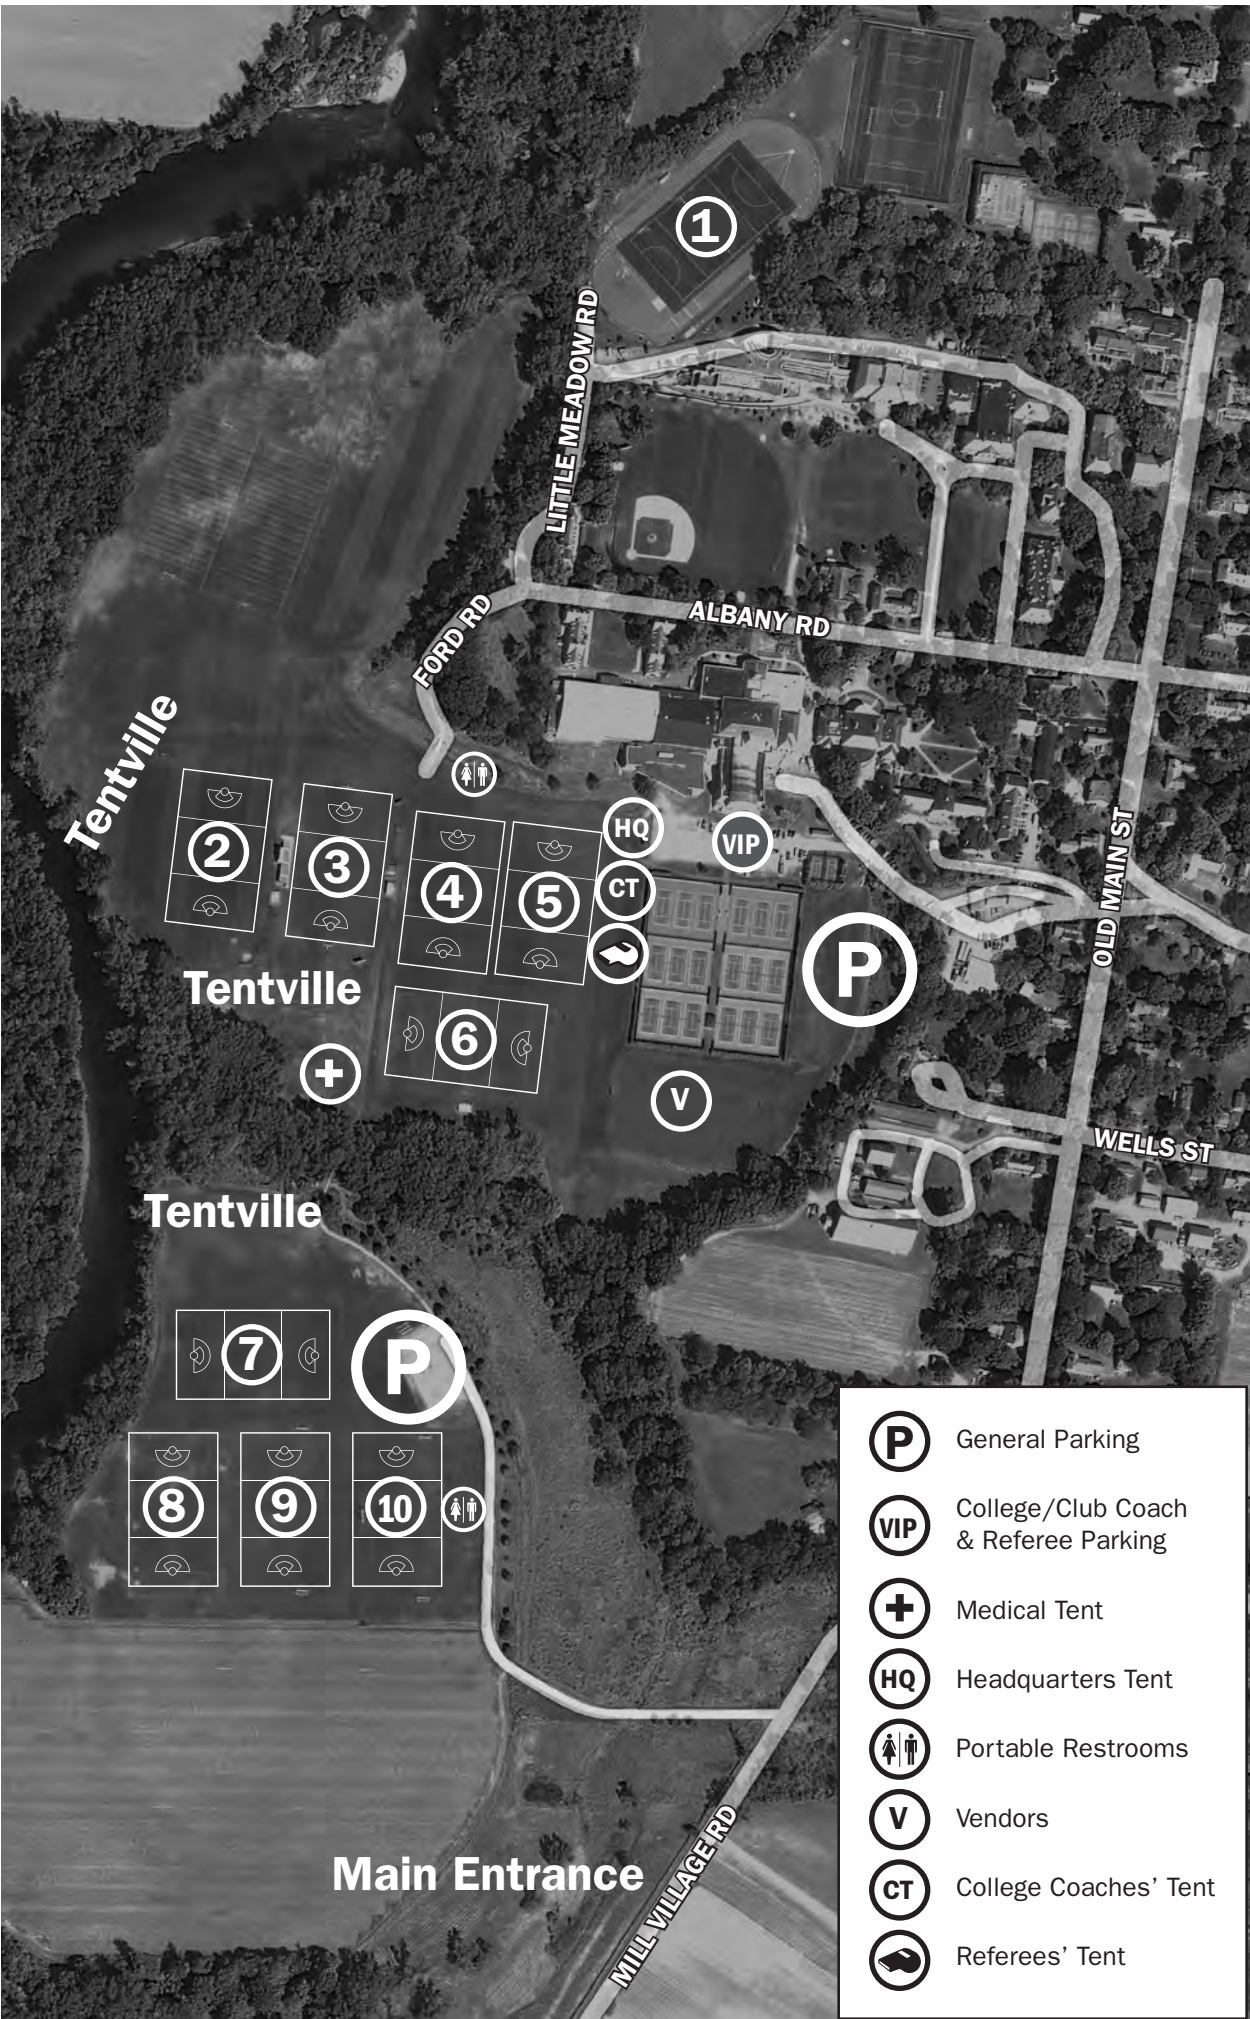 1
LITTLE MEADOW RD
ALBANY RD
FORD RD
Tentville
HQ
VIP
2
3
4
5
CT
OLD MAIN ST
P
Tentville
6
V
WELLS ST
Tentville
7
P
8
9
10
Main Entrance
MILL VILLAGE RD
P General Parking
VIP College/Club Coach
& Referee Parking
Medical Tent
HQ Headquarters Tent
Portable Restrooms
V Vendors
CT College Coaches' Tent
Referees' Tent